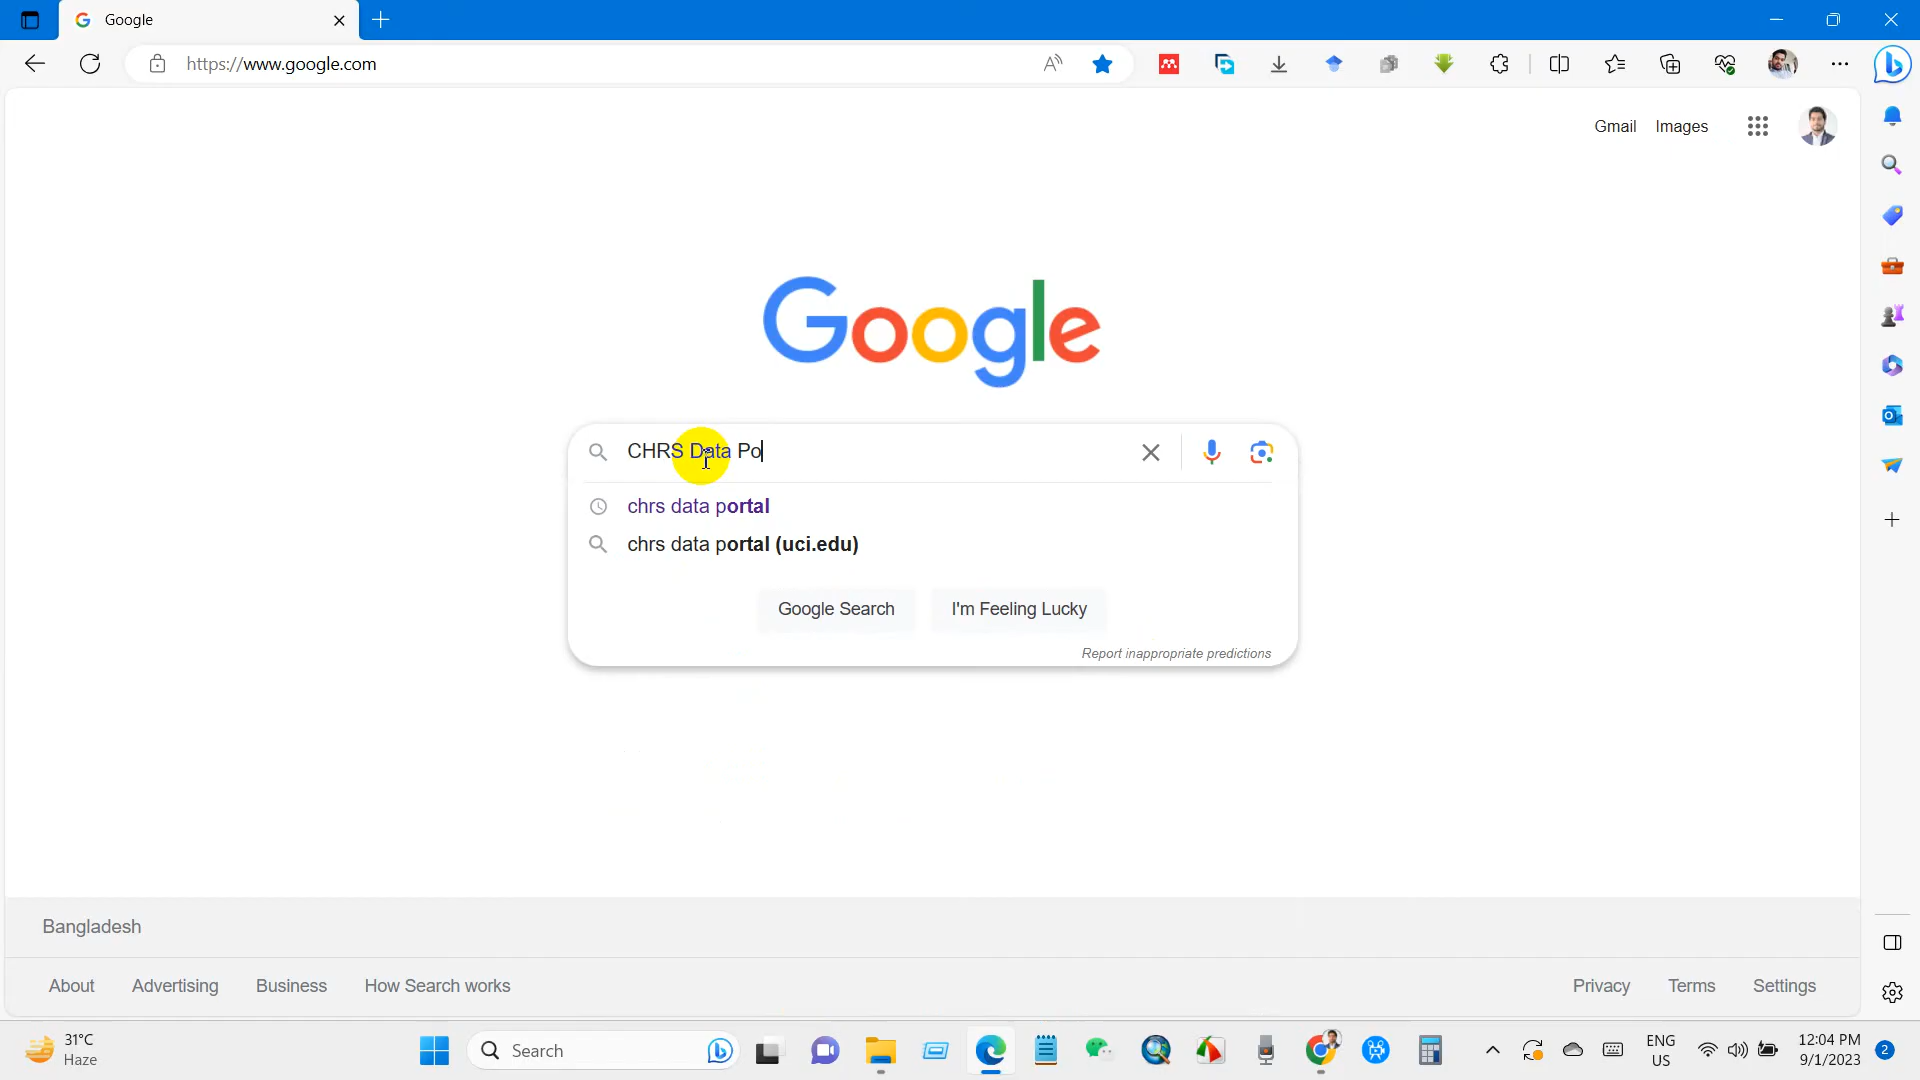 Google
https://www.google.com
Gmail Images
Google
CHRS Data Po
chrs data portal
chrs data portal (uci.edu)
Google Search I'm Feeling Lucky
Report inappropriate predictions
Bangladesh
About Advertising Business How Search works Privacy Terms Settings
31°C
Haze
Search
ENG
US
12:04 PM
9/1/2023
2